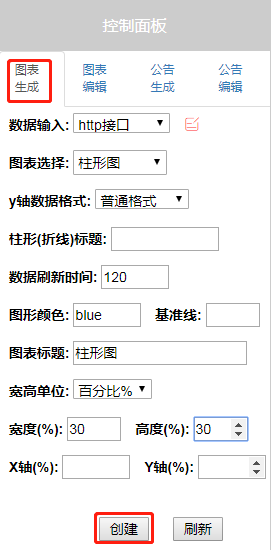 控制面板
图表 图表 公告 公告
生成 编辑 生成 编辑
数据输入: http接口
图表选择: 柱形图
y轴数据格式: 普通格式
柱形(折线)标题:
数据刷新时间: 120
图形颜色: blue 基准线:
图表标题: 柱形图
宽高单位: 百分比%
宽度(%): 30 高度(%): 30
X轴(%): Y轴(%):
创建 刷新